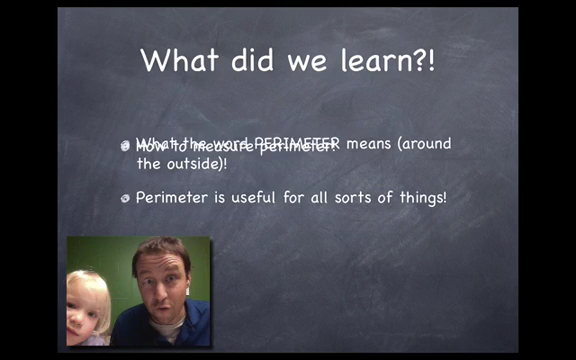 What did we learn?!
What the word PERIMETER means (around
the outside)!
How to measure perimeter!
Perimeter is useful for all sorts of things!